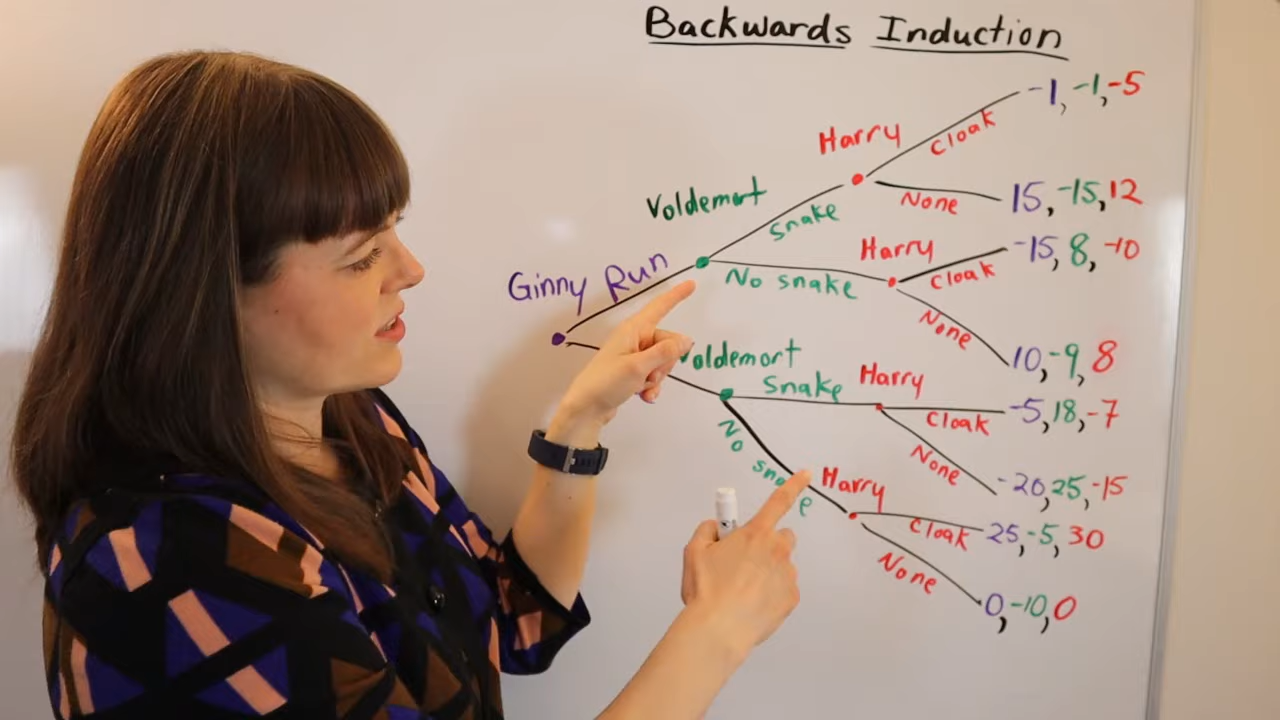 Backwards Induction
-1, -1, -5
Harry
Cloak
Voldemort
Snake
None
15, -15, 12
Harry
Cloak
-15, 8, -10
Ginny Run
No snake
None
10, -9, 8
Voldemort
Snake
Harry
Cloak
-5, 18, -7
No
None
-20, 25, -15
Harry
Cloak
25, -5, 30
None
0, -10, 0